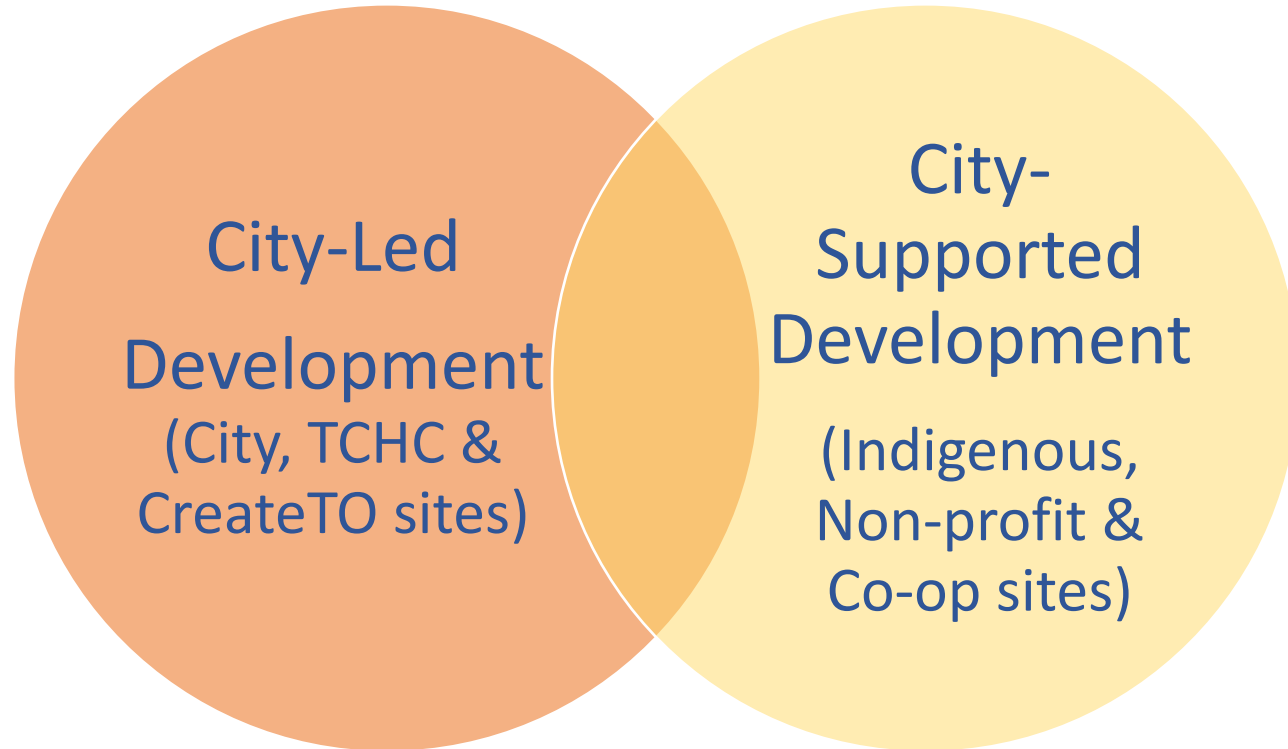 City-Led
Development
(City, TCHC &
CreateTO sites)
City-
Supported
Development
(Indigenous,
Non-profit &
Co-op sites)